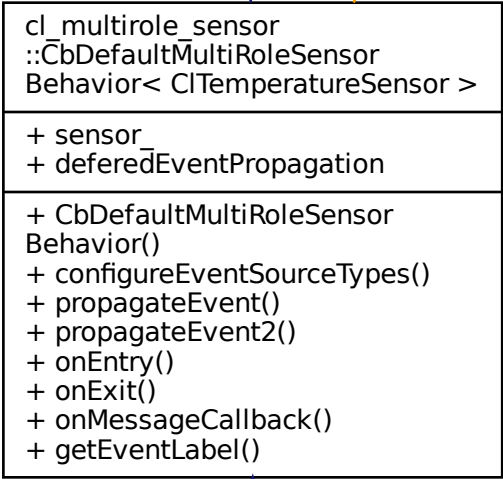 cl_multirole_sensor
::CbDefaultMultiRoleSensor
Behavior< ClTemperatureSensor >
+ sensor_
+ deferedEventPropagation
+ CbDefaultMultiRoleSensor
Behavior()
+ configureEventSourceTypes()
+ propagateEvent()
+ propagateEvent2()
+ onEntry()
+ onExit()
+ onMessageCallback()
+ getEventLabel()